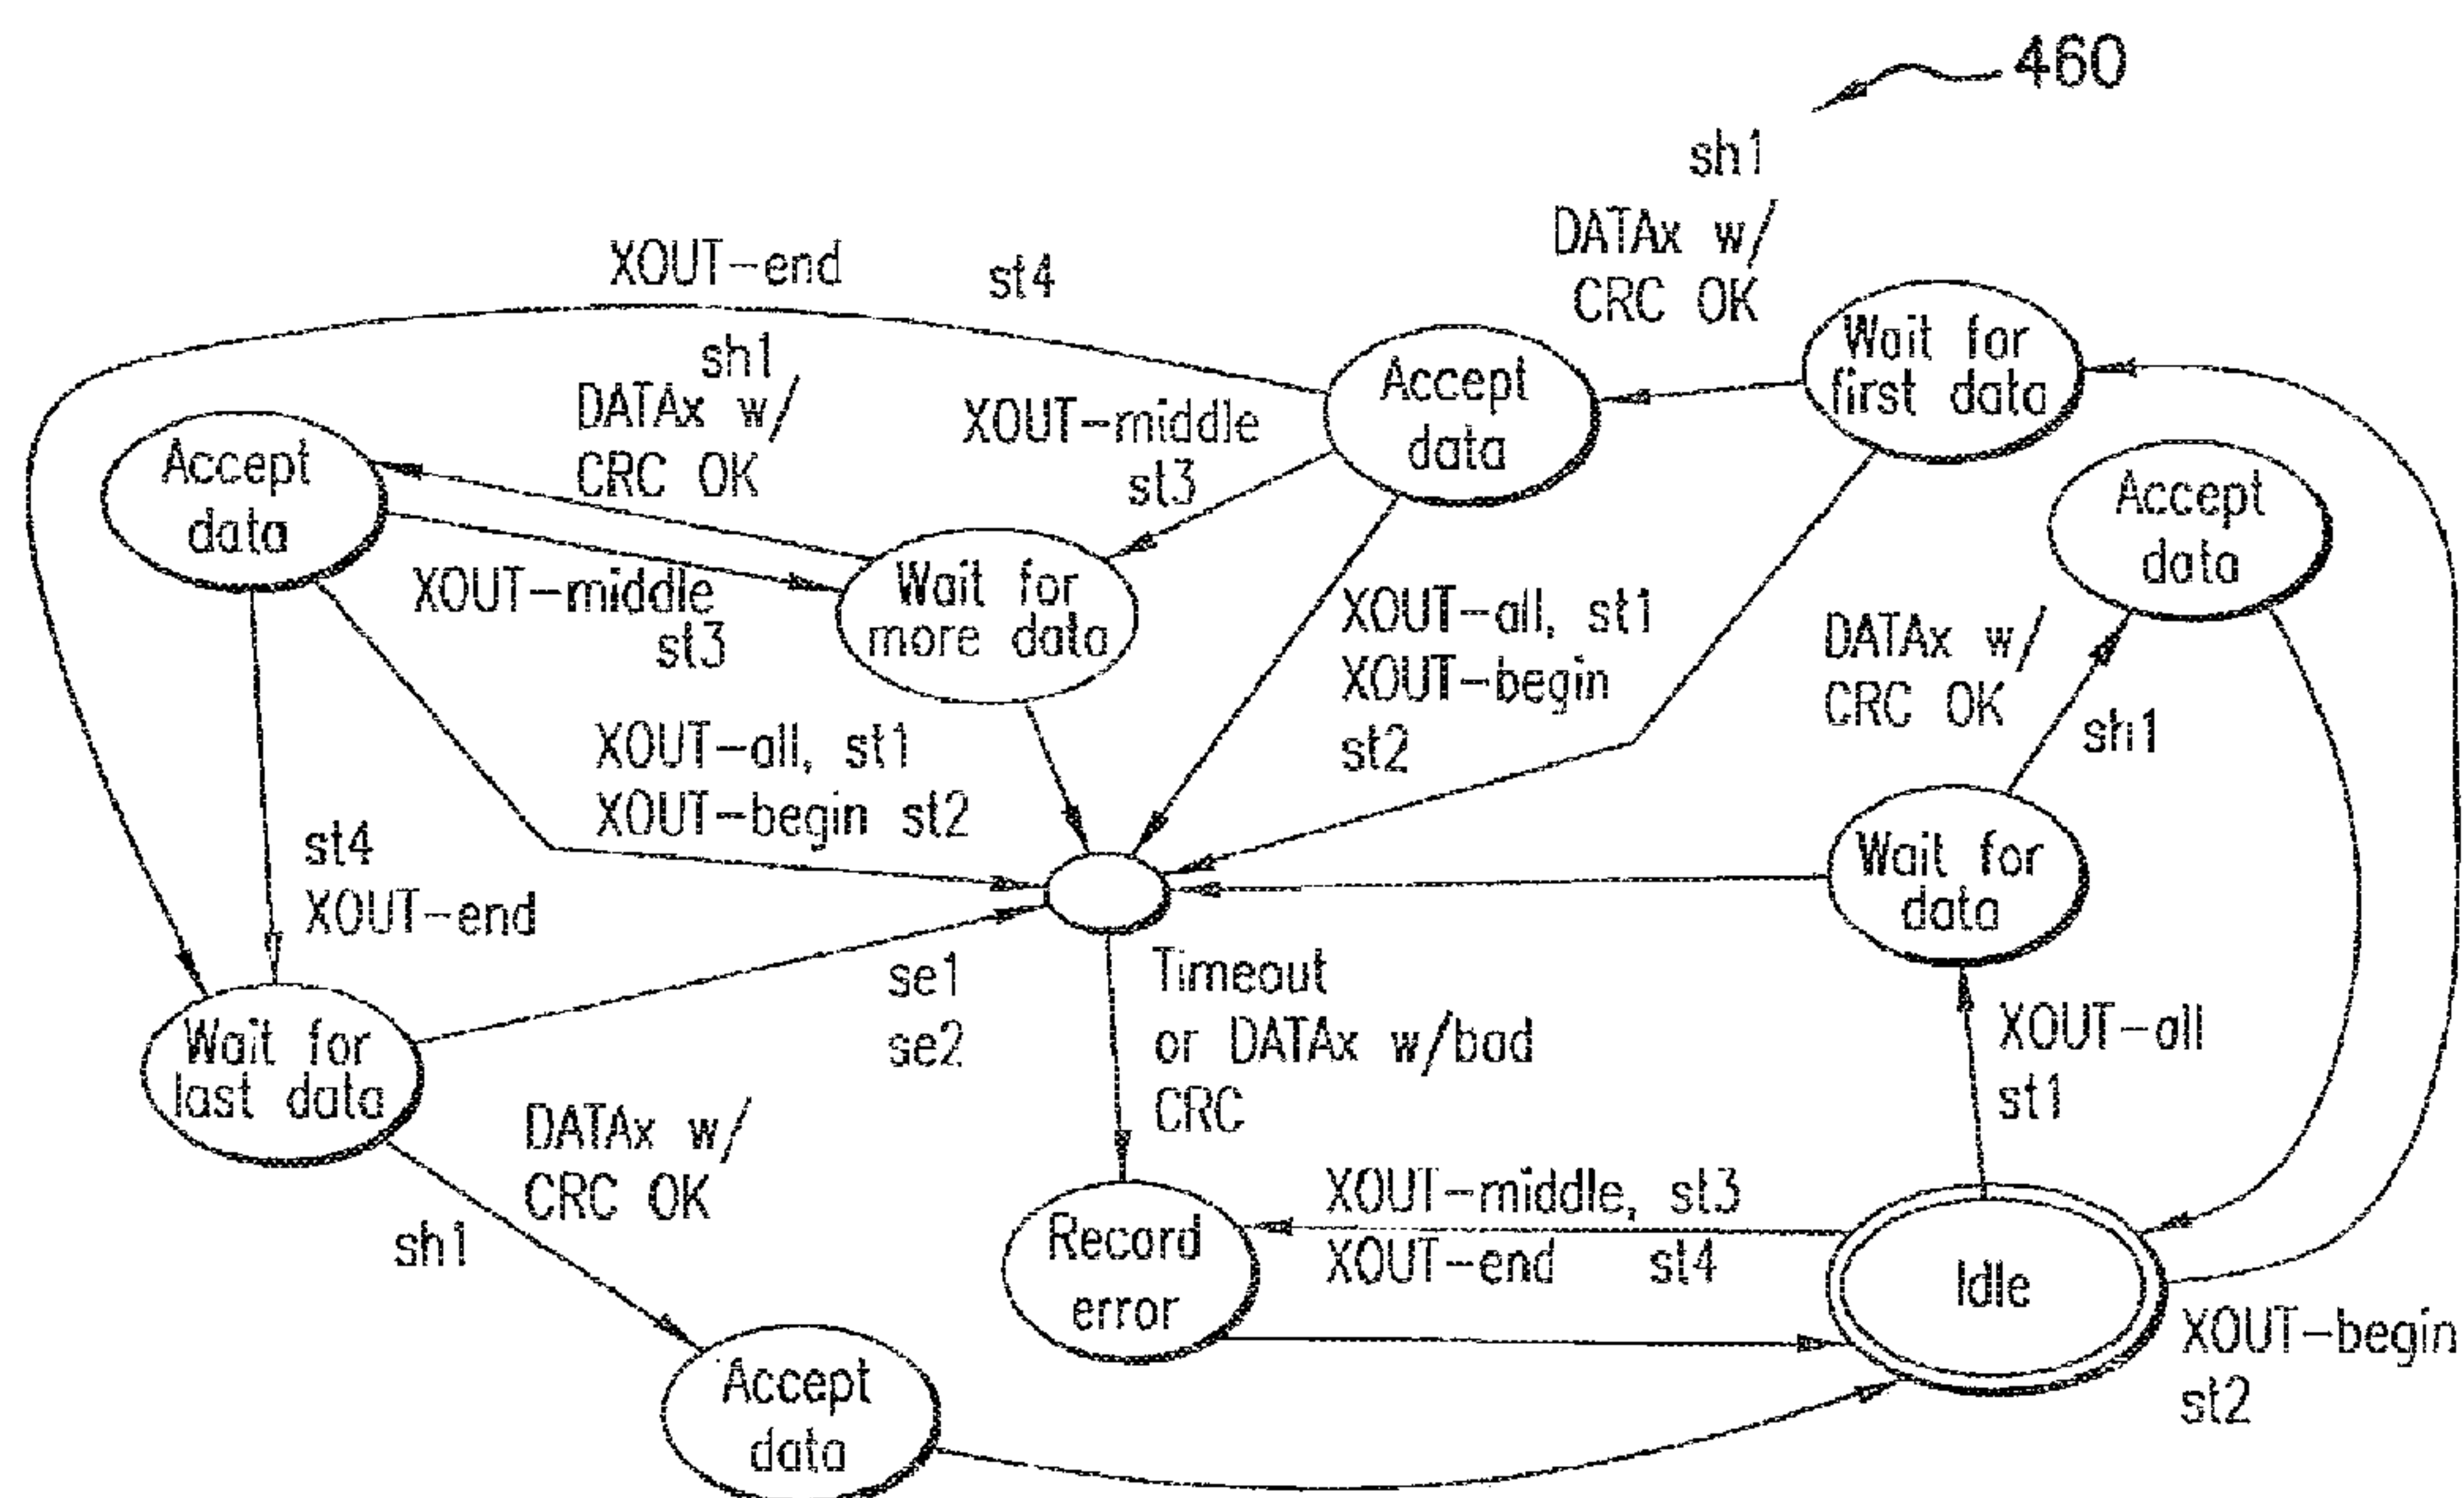 460
sh1
DATAx w/
CRC OK
XOUT-end st4
Wait for
first data
sh1
DATAx w/
CRC OK
Accept
data
XOUT-middle
st3
Accept
data
Accept
data
XOUT-middle
st3
Wait for
more data
XOUT-all, st1
XOUT-begin
st2
DATAx w/
CRC OK
sh1
XOUT-all, st1
XOUT-begin st2
st4
XOUT-end
Wait for
data
se1
se2
Timeout
or DATAx w/bad
CRC
XOUT-all
st1
Wait for
last data
DATAx w/
CRC OK
sh1
XOUT-middle, st3
XOUT-end st4
Record
error
Idle
XOUT-begin
st2
Accept
data